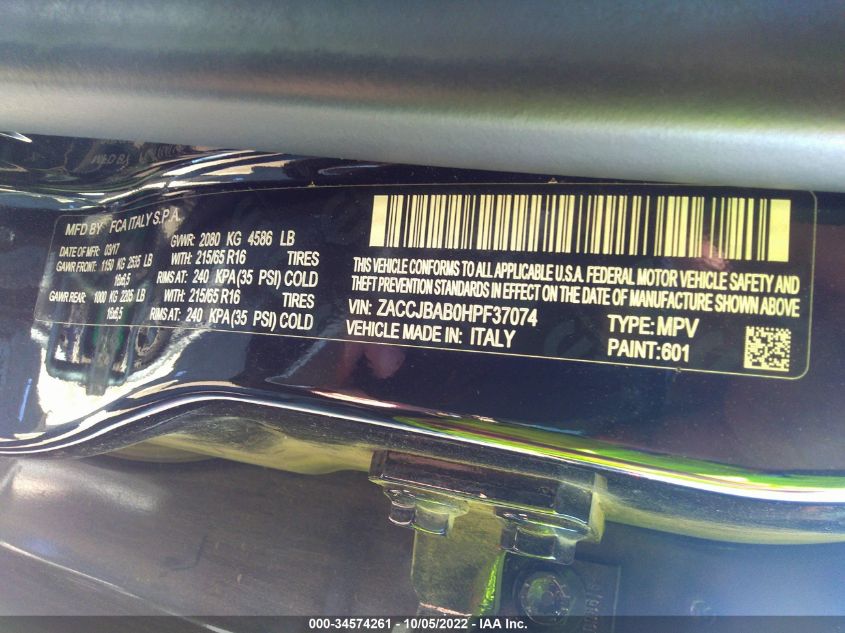 MFD BY FCA ITALY S.P.A.
DATE OF MFR: 03/17 GVWR: 2080 KG 4586 LB
GAWR FRONT: 1150 KG 2535 LB WITH: 215/65 R16 TIRES
16x6,5 RIMS AT: 240 KPA(35 PSI) COLD
GAWR REAR: 1000 KG 2205 LB WITH: 215/65 R16 TIRES
16x6,5 RIMS AT: 240 KPA(35 PSI) COLD
THIS VEHICLE CONFORMS TO ALL APPLICABLE U.S.A. FEDERAL MOTOR VEHICLE SAFETY AND
THEFT PREVENTION STANDARDS IN EFFECT ON THE DATE OF MANUFACTURE SHOWN ABOVE
VIN: ZACCJBAB0HPF37074 TYPE: MPV
VEHICLE MADE IN: ITALY PAINT:601
000-34574261 - 10/05/2022 - IAA Inc.